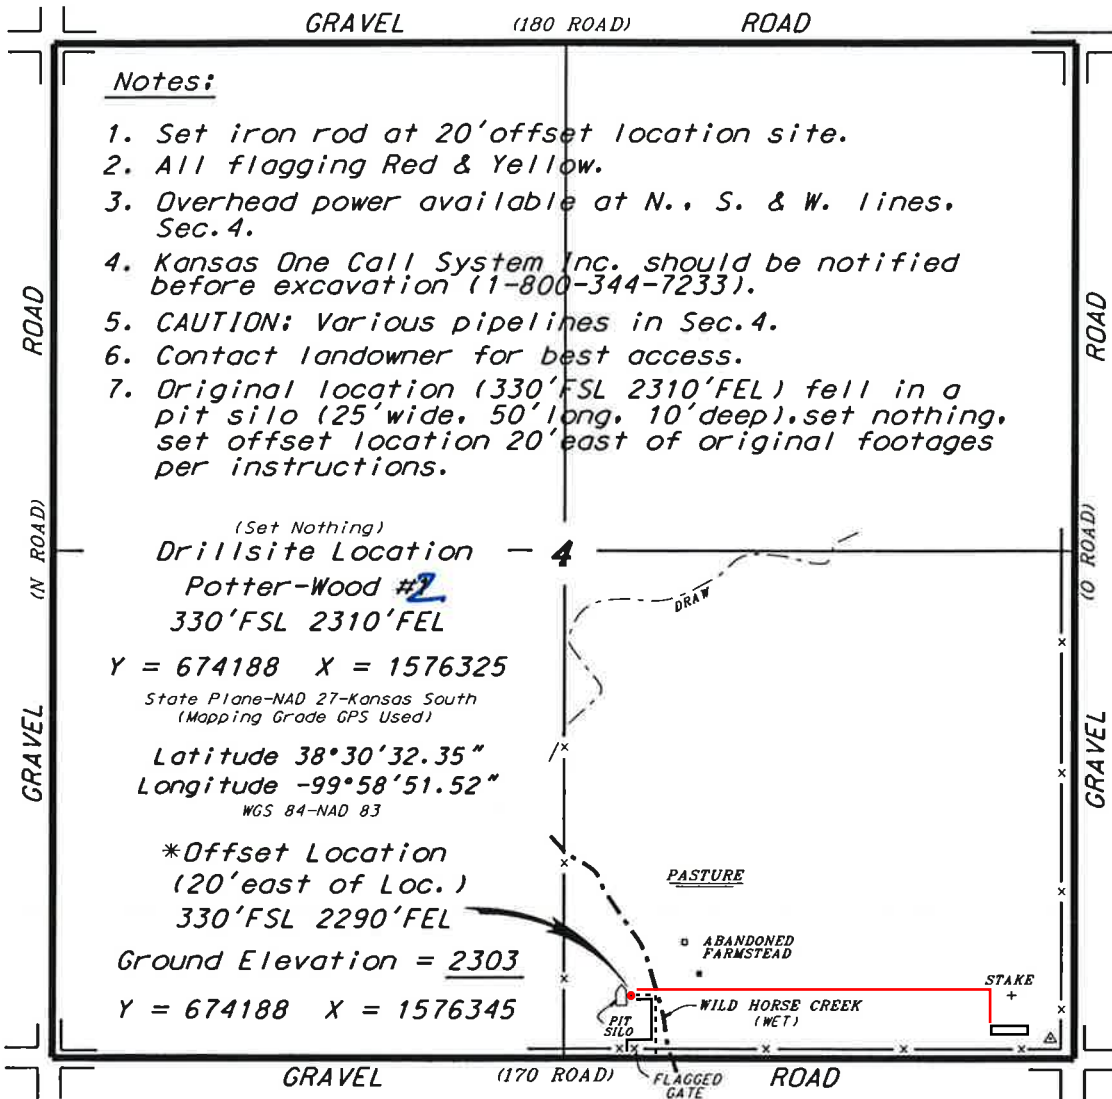 GRAVEL (180 ROAD) ROAD
Notes:
1. Set iron rod at 20'offset location site.
2. All flagging Red & Yellow.
3. Overhead power available at N., S. & W. lines,
Sec.4.
4. Kansas One Call System Inc. should be notified
before excavation (1-800-344-7233).
5. CAUTION: Various pipelines in Sec.4.
6. Contact landowner for best access.
7. Original location (330'FSL 2310'FEL) fell in a
pit silo (25'wide, 50'long, 10'deep),set nothing,
set offset location 20'east of original footages
per instructions.
ROAD
(N ROAD)
GRAVEL
ROAD
(O ROAD)
GRAVEL
(Set Nothing)
Drillsite Location
4
Potter-Wood #2
330'FSL 2310'FEL
Y = 674188 X = 1576325
State Plane-NAD 27-Kansas South
(Mapping Grade GPS Used)
Latitude 38°30'32.35"
Longitude -99°58'51.52"
WGS 84-NAD 83
*Offset Location
(20'east of Loc.)
330'FSL 2290'FEL
Ground Elevation = 2303
Y = 674188 X = 1576345
DRAW
PASTURE
ABANDONED
FARMSTEAD
STAKE
WILD HORSE CREEK
(WET)
PIT
SILO
FLAGGED
GATE
GRAVEL (170 ROAD) ROAD